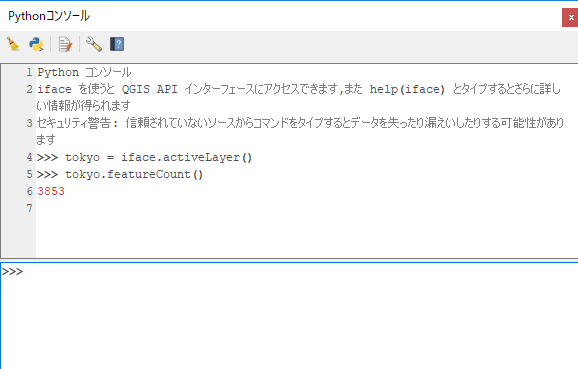 Pythonコンソール
x
1 Python コンソール
2 iface を使うと QGIS API インターフェースにアクセスできます,また help(iface) とタイプするとさらに詳し
い情報が得られます
3 セキュリティ警告: 信頼されていないソースからコマンドをタイプするとデータを失ったり漏えいしたりする可能性があり
ます
4 >>> tokyo = iface.activeLayer()
5 >>> tokyo.featureCount()
6 3853
7
>>>